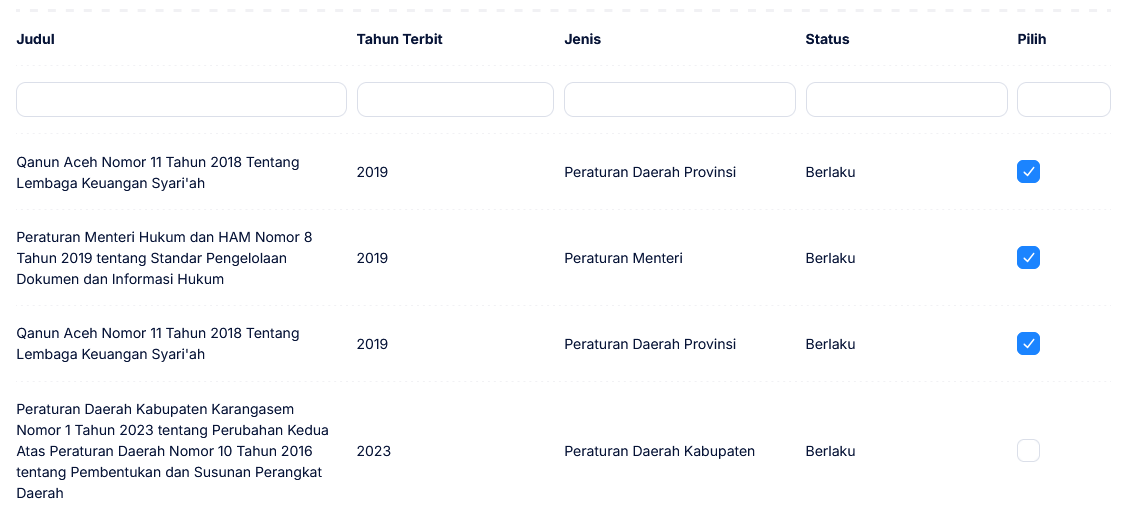 Judul Tahun Terbit Jenis Status Pilih
Qanun Aceh Nomor 11 Tahun 2018 Tentang
Lembaga Keuangan Syari'ah
2019 Peraturan Daerah Provinsi Berlaku
Peraturan Menteri Hukum dan HAM Nomor 8
Tahun 2019 tentang Standar Pengelolaan
Dokumen dan Informasi Hukum
2019 Peraturan Menteri Berlaku
Qanun Aceh Nomor 11 Tahun 2018 Tentang
Lembaga Keuangan Syari'ah
2019 Peraturan Daerah Provinsi Berlaku
Peraturan Daerah Kabupaten Karangasem
Nomor 1 Tahun 2023 tentang Perubahan Kedua
Atas Peraturan Daerah Nomor 10 Tahun 2016
tentang Pembentukan dan Susunan Perangkat
Daerah
2023 Peraturan Daerah Kabupaten Berlaku